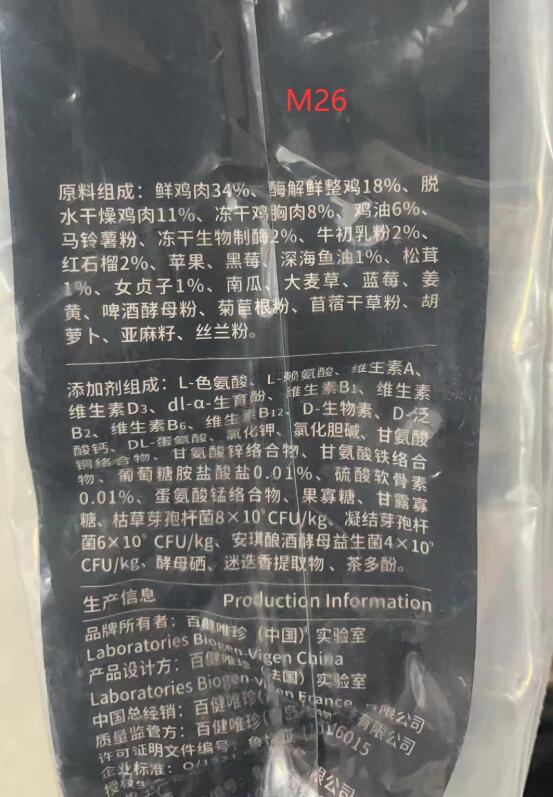 M26
原料组成：鲜鸡肉34%、酶解鲜整鸡18%、脱
水干燥鸡肉11%、冻干鸡胸肉8%、鸡油6%、
马铃薯粉、冻干生物制酶2%、牛初乳粉2%、
红石榴2%、苹果、黑莓、深海鱼油1%、松茸
1%、女贞子1%、南瓜、大麦草、蓝莓、姜
黄、啤酒酵母粉、菊苣根粉、苜蓿干草粉、胡
萝卜、亚麻籽、丝兰粉。
添加剂组成：L-色氨酸、L-赖氨酸、维生素A、
维生素D3、dl-α-生育酚、维生素B1、维生素
B2、维生素B6、维生素B12、D-生物素、D-泛
酸钙、DL-蛋氨酸、氯化钾、氯化胆碱、甘氨酸
铜络合物、甘氨酸锌络合物、甘氨酸铁络合
物、葡萄糖胺盐酸盐0.01%、硫酸软骨素
0.01%、蛋氨酸锰络合物、果寡糖、甘露寡
糖、枯草芽孢杆菌8×10⁹CFU/kg、凝结芽孢杆
菌6×10⁹ CFU/kg、安琪酿酒酵母益生菌4×10⁹
CFU/kg、酵母硒、迷迭香提取物、茶多酚。
生产信息 Production Information
品牌所有者：百健唯珍（中国）实验室
Laboratories Biogen-Vigen China
产品设计方：百健唯珍（法国）实验室
Laboratories Biogen-Vigen France
中国总经销：百健唯珍 有限公司
质量监管方：百健唯珍 有限公司
许可证明文件编号：鲁 06015
企业标准：Q/
有限公司